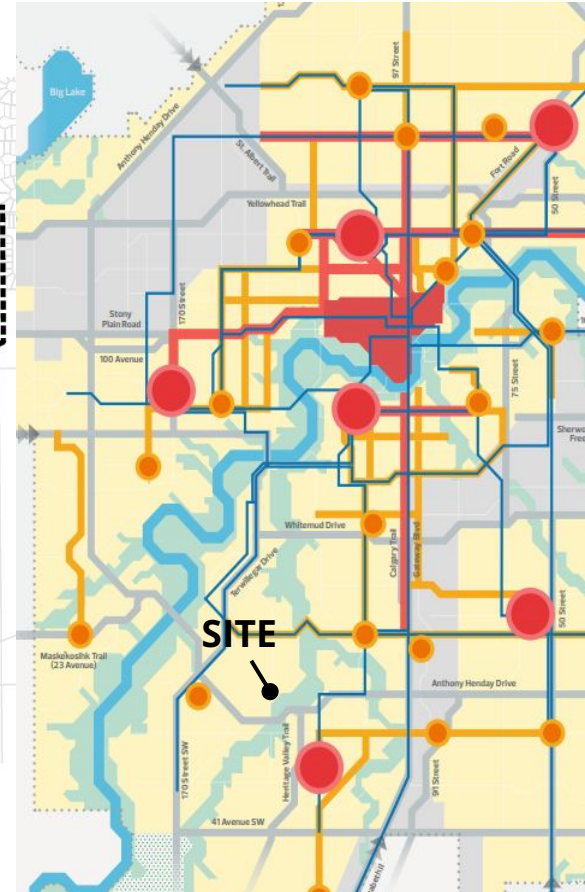 97 Street
Big Lake
Anthony Henday Drive
St. Albert Trail
Fort Road
50 Street
Yellowhead Trail
170 Street
Stony
Plain Road
100 Avenue
75 Street
Sherwo
Free
Whitemud Drive
Calgary Trail
Gateway Blvd
Terwillegar Drive
50 Street
SITE
Maskekosihk Trail
(23 Avenue)
Anthony Henday Drive
Heritage Valley Trail
170 Street SW
91 Street
41 Avenue SW